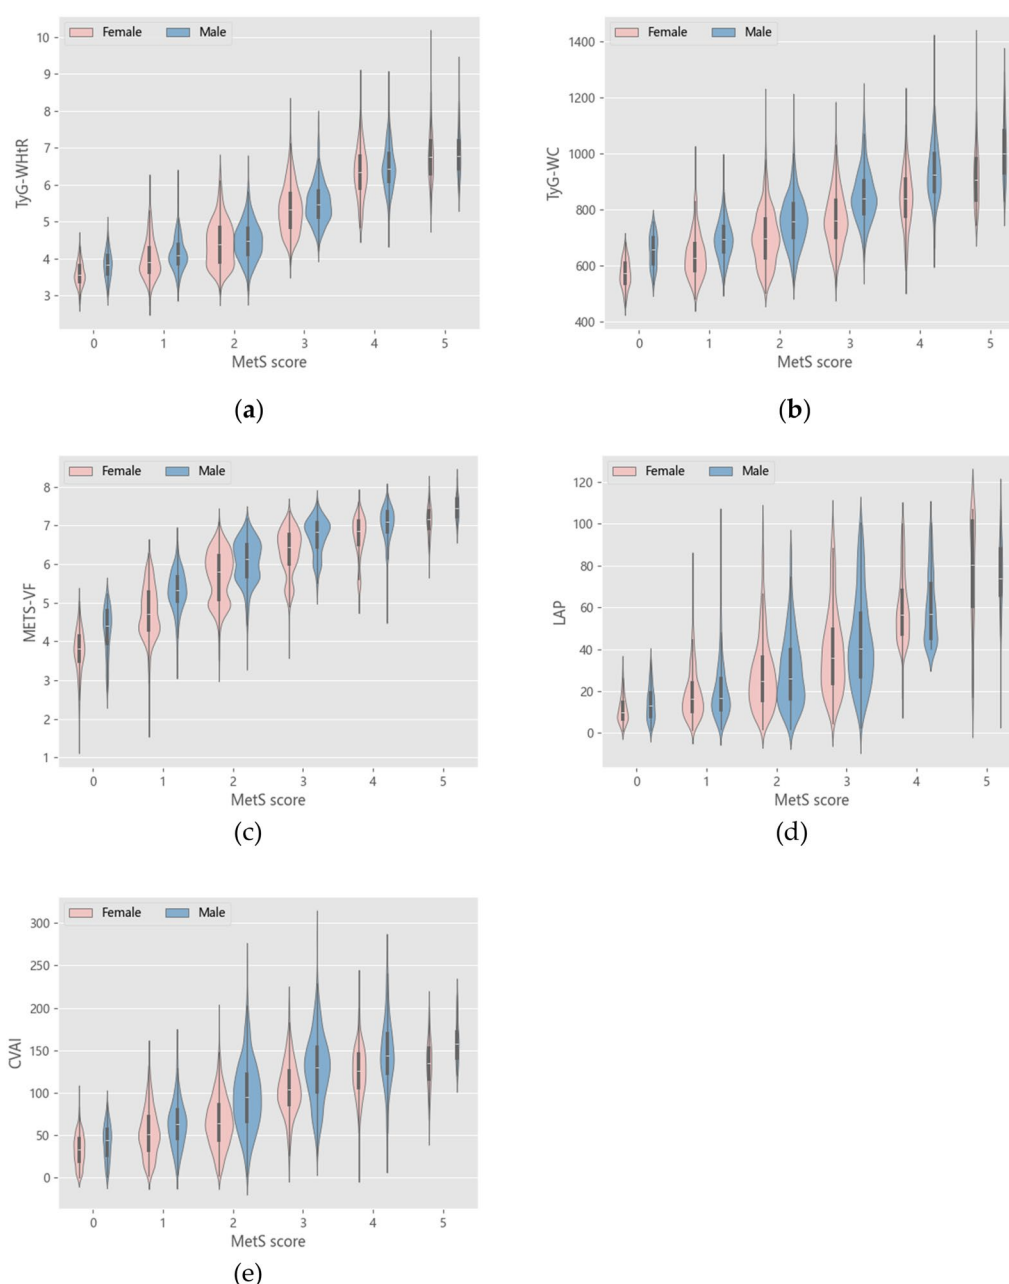 Female Male
10
9
8
7
6
5
4
3
TyG-WHtR
0 1 2 3 4 5
MetS score
(a)
Female Male
1400
1200
1000
800
600
400
TyG-WC
0 1 2 3 4 5
MetS score
(b)
Female Male
8
7
6
5
4
3
2
1
METS-VF
0 1 2 3 4 5
MetS score
(c)
Female Male
120
100
80
60
40
20
0
LAP
0 1 2 3 4 5
MetS score
(d)
Female Male
300
250
200
150
100
50
0
CVAI
0 1 2 3 4 5
MetS score
(e)